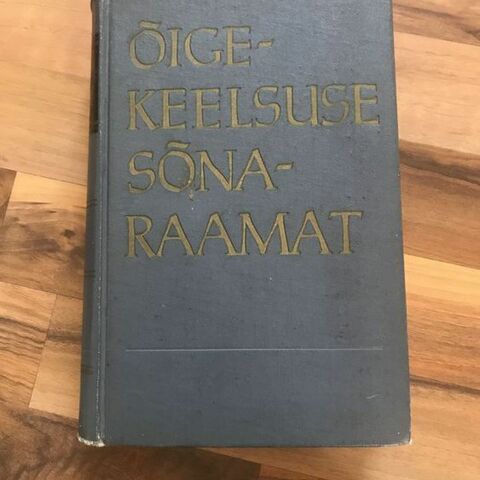 ÕIGE-
KEELSUSE
SÕNA-
RAAMAT